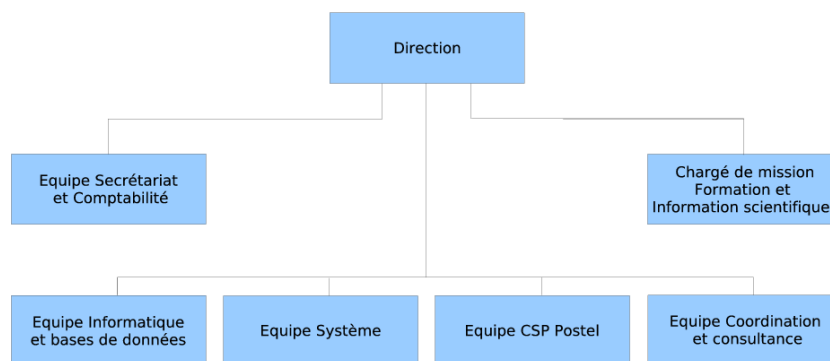 Direction
Equipe Secrétariat
et Comptabilité
Chargé de mission
Formation et
Information scientifique
Equipe Informatique
et bases de données
Equipe Système
Equipe CSP Postel
Equipe Coordination
et consultance